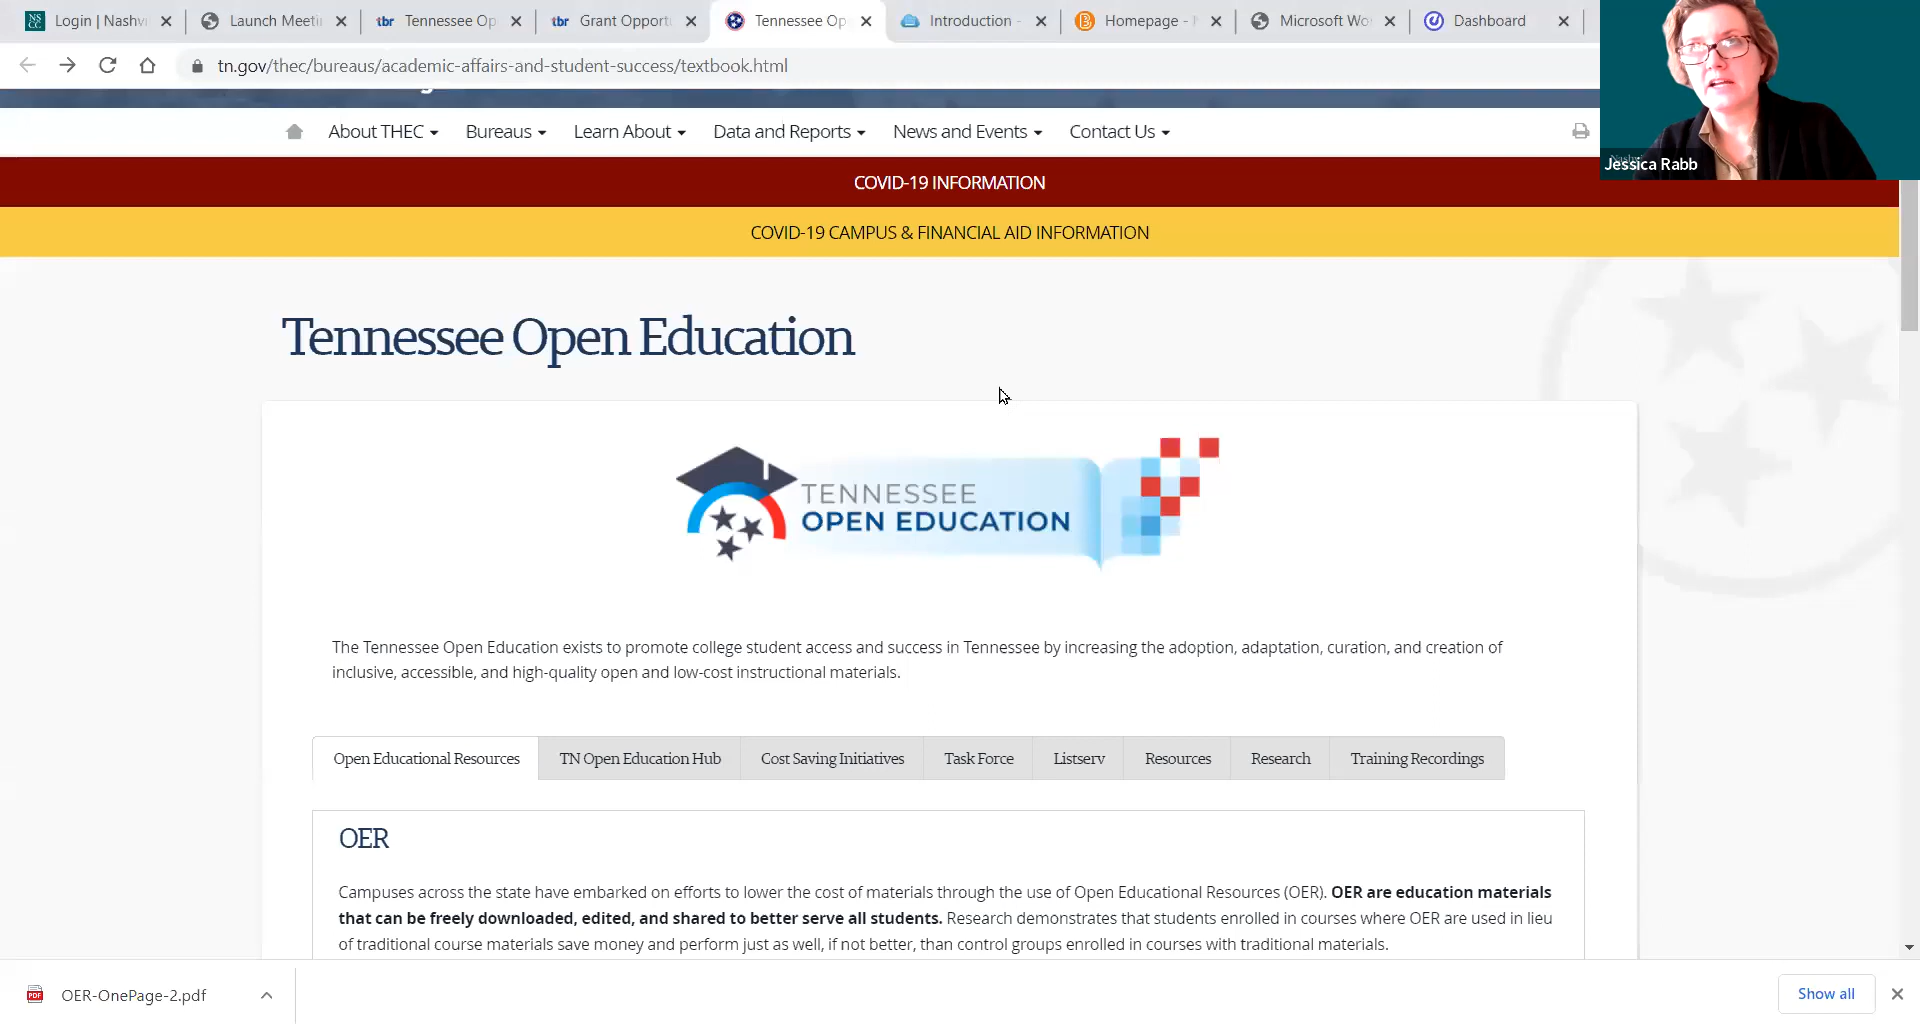 Login | Nashv
Launch Meeti
tbr Tennessee Op
tbr Grant Opport
Tennessee Op
Introduction -
Homepage -
Microsoft Wo
Dashboard
tn.gov/thec/bureaus/academic-affairs-and-student-success/textbook.html
About THEC
Bureaus
Learn About
Data and Reports
News and Events
Contact Us
Jessica Rabb
COVID-19 INFORMATION
COVID-19 CAMPUS & FINANCIAL AID INFORMATION
Tennessee Open Education
TENNESSEE
OPEN EDUCATION
The Tennessee Open Education exists to promote college student access and success in Tennessee by increasing the adoption, adaptation, curation, and creation of
inclusive, accessible, and high-quality open and low-cost instructional materials.
Open Educational Resources
TN Open Education Hub
Cost Saving Initiatives
Task Force
Listserv
Resources
Research
Training Recordings
OER
Campuses across the state have embarked on efforts to lower the cost of materials through the use of Open Educational Resources (OER). OER are education materials
that can be freely downloaded, edited, and shared to better serve all students. Research demonstrates that students enrolled in courses where OER are used in lieu
of traditional course materials save money and perform just as well, if not better, than control groups enrolled in courses with traditional materials.
PDF
OER-OnePage-2.pdf
Show all